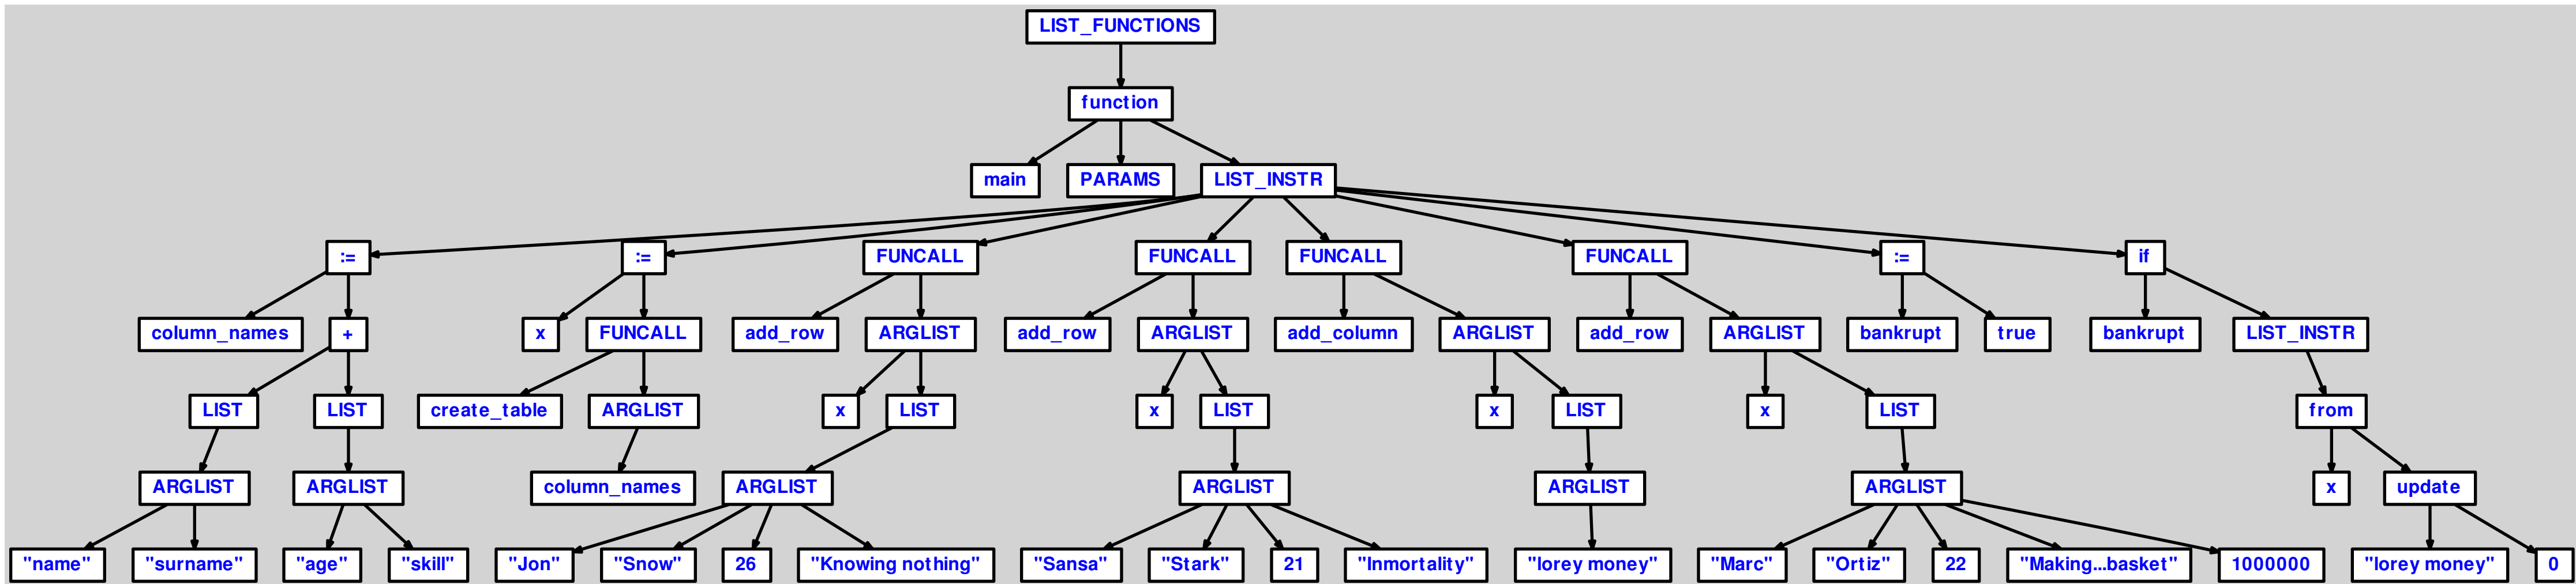 LIST_FUNCTIONS
function
main PARAMS LIST_INSTR
:= := FUNCALL FUNCALL FUNCALL FUNCALL := if
column_names + x FUNCALL add_row ARGLIST add_row ARGLIST add_column ARGLIST add_row ARGLIST bankrupt true bankrupt LIST_INSTR
LIST LIST create_table ARGLIST x LIST x LIST x LIST x LIST from
ARGLIST ARGLIST column_names ARGLIST ARGLIST ARGLIST ARGLIST x update
"name" "surname" "age" "skill" "Jon" "Snow" 26 "Knowing nothing" "Sansa" "Stark" 21 "Inmortality" "lorey money" "Marc" "Ortiz" 22 "Making...basket" 1000000 "lorey money" 0